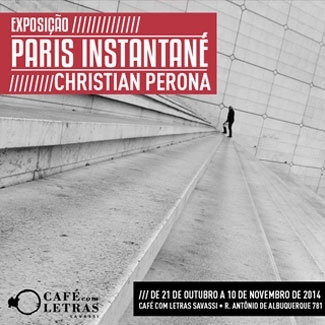 EXPOSIÇÃO /////////////
PARIS INSTANTANÉ
/////////CHRISTIAN PERONA
CAFÉ com
LETRAS
SAVASSI
/// DE 21 DE OUTUBRO A 10 DE NOVEMBRO DE 2014
CAFÉ COM LETRAS SAVASSI • R. ANTÔNIO DE ALBUQUERQUE 781